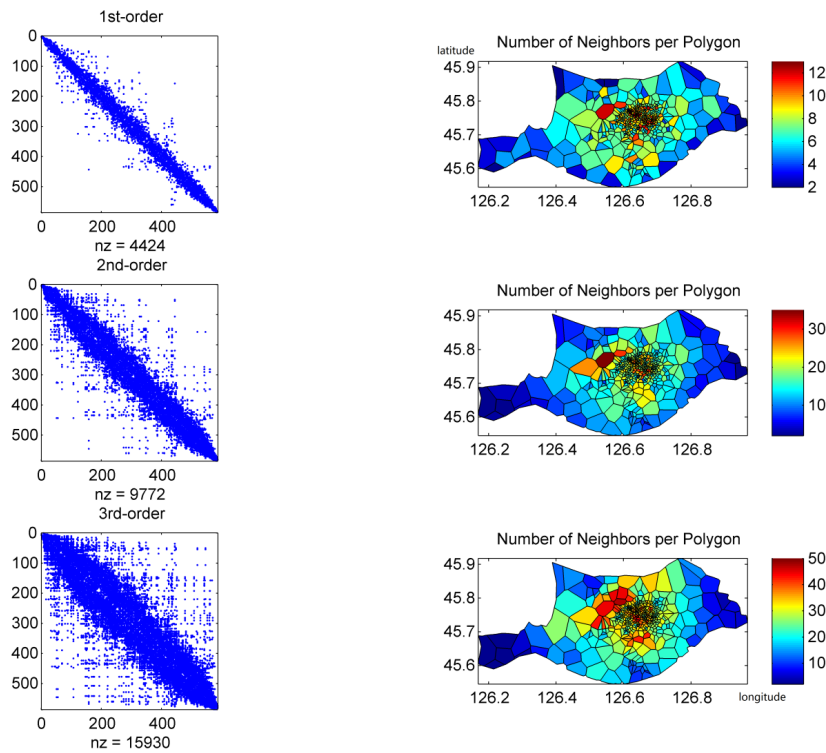 1st-order
0
100
200
300
400
500
0 200 400
nz = 4424
latitude
Number of Neighbors per Polygon
45.9
45.8
45.7
45.6
126.2 126.4 126.6 126.8
12
10
8
6
4
2
2nd-order
0
100
200
300
400
500
0 200 400
nz = 9772
Number of Neighbors per Polygon
45.9
45.8
45.7
45.6
126.2 126.4 126.6 126.8
30
20
10
3rd-order
0
100
200
300
400
500
0 200 400
nz = 15930
Number of Neighbors per Polygon
45.9
45.8
45.7
45.6
126.2 126.4 126.6 126.8
longitude
50
40
30
20
10